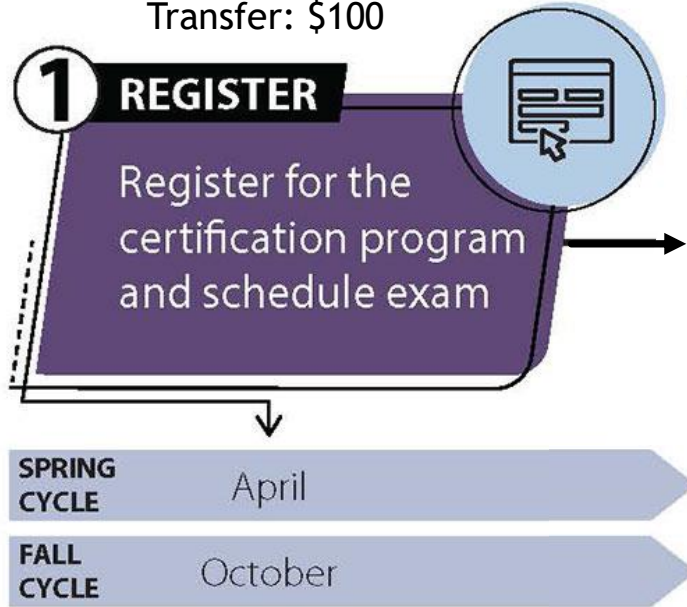 Transfer: $100
1 REGISTER
Register for the
certification program
and schedule exam
SPRING
CYCLE
April
FALL
CYCLE
October